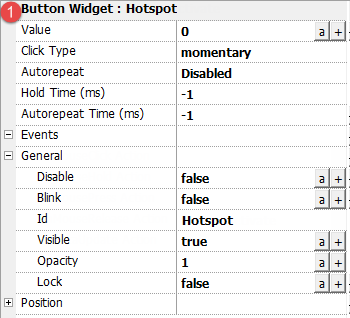 1 Button Widget : Hotspot
Value 0 a +
Click Type momentary
Autorepeat Disabled
Hold Time (ms) -1
Autorepeat Time (ms) -1
Events
General
Disable false a +
Blink false a +
Id Hotspot
Visible true a +
Opacity 1 a +
Lock false a +
Position